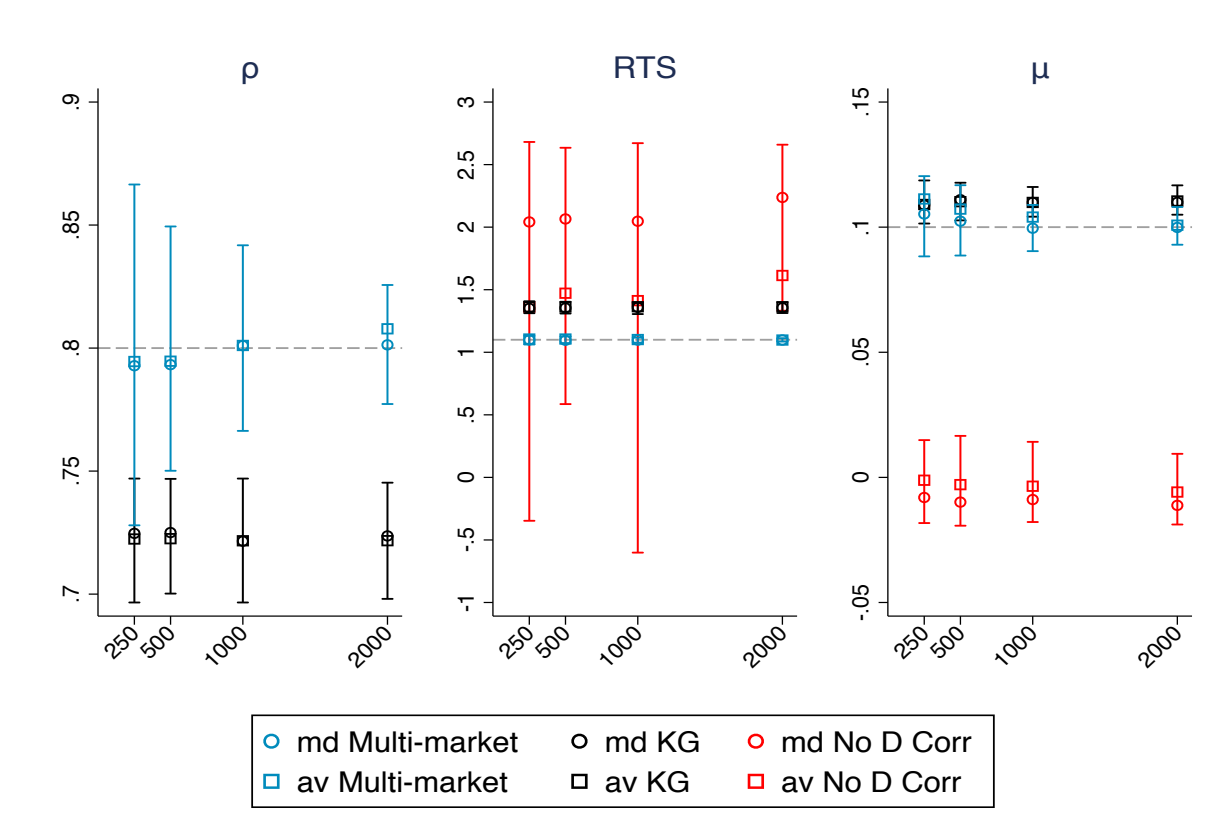 ρ RTS μ
.9 3 .15
.85 2.5 .1
.8 2 .05
.75 1.5 0
.7 1 -.05
.5
0
-.5
-1
250 500 1000 2000 250 500 1000 2000 250 500 1000 2000
md Multi-market md KG md No D Corr
av Multi-market av KG av No D Corr